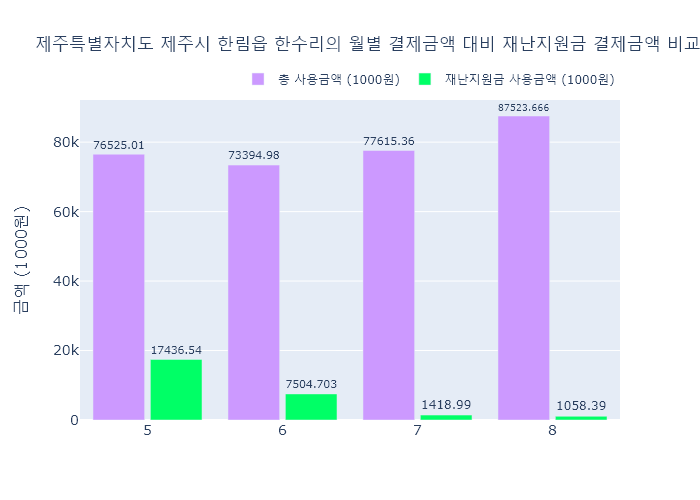 제주특별자치도 제주시 한림읍 한수리의 월별 결제금액 대비 재난지원금 결제금액 비교
총 사용금액 (1000원) 재난지원금 사용금액 (1000원)
87523.666
76525.01 73394.98 77615.36
80k
60k
금액 (1000원)
40k
20k
17436.54 7504.703 1418.99 1058.39
0
5 6 7 8